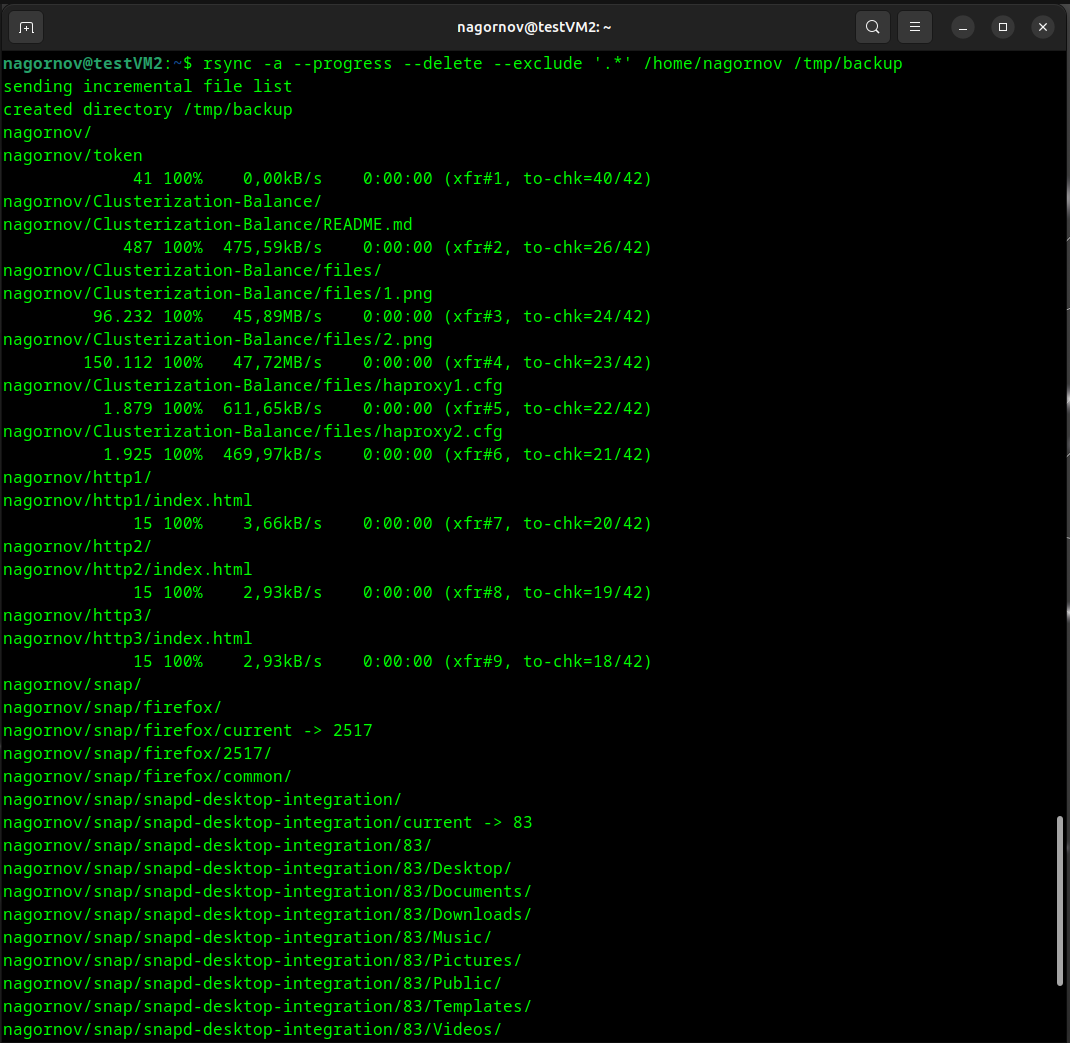 nagornov@testVM2: ~
nagornov@testVM2:~$ rsync -a --progress --delete --exclude '.*' /home/nagornov /tmp/backup
sending incremental file list
created directory /tmp/backup
nagornov/
nagornov/token
             41 100%    0,00kB/s    0:00:00 (xfr#1, to-chk=40/42)
nagornov/Clusterization-Balance/
nagornov/Clusterization-Balance/README.md
            487 100%  475,59kB/s    0:00:00 (xfr#2, to-chk=26/42)
nagornov/Clusterization-Balance/files/
nagornov/Clusterization-Balance/files/1.png
         96.232 100%   45,89MB/s    0:00:00 (xfr#3, to-chk=24/42)
nagornov/Clusterization-Balance/files/2.png
        150.112 100%   47,72MB/s    0:00:00 (xfr#4, to-chk=23/42)
nagornov/Clusterization-Balance/files/haproxy1.cfg
          1.879 100%  611,65kB/s    0:00:00 (xfr#5, to-chk=22/42)
nagornov/Clusterization-Balance/files/haproxy2.cfg
          1.925 100%  469,97kB/s    0:00:00 (xfr#6, to-chk=21/42)
nagornov/http1/
nagornov/http1/index.html
             15 100%    3,66kB/s    0:00:00 (xfr#7, to-chk=20/42)
nagornov/http2/
nagornov/http2/index.html
             15 100%    2,93kB/s    0:00:00 (xfr#8, to-chk=19/42)
nagornov/http3/
nagornov/http3/index.html
             15 100%    2,93kB/s    0:00:00 (xfr#9, to-chk=18/42)
nagornov/snap/
nagornov/snap/firefox/
nagornov/snap/firefox/current -> 2517
nagornov/snap/firefox/2517/
nagornov/snap/firefox/common/
nagornov/snap/snapd-desktop-integration/
nagornov/snap/snapd-desktop-integration/current -> 83
nagornov/snap/snapd-desktop-integration/83/
nagornov/snap/snapd-desktop-integration/83/Desktop/
nagornov/snap/snapd-desktop-integration/83/Documents/
nagornov/snap/snapd-desktop-integration/83/Downloads/
nagornov/snap/snapd-desktop-integration/83/Music/
nagornov/snap/snapd-desktop-integration/83/Pictures/
nagornov/snap/snapd-desktop-integration/83/Public/
nagornov/snap/snapd-desktop-integration/83/Templates/
nagornov/snap/snapd-desktop-integration/83/Videos/